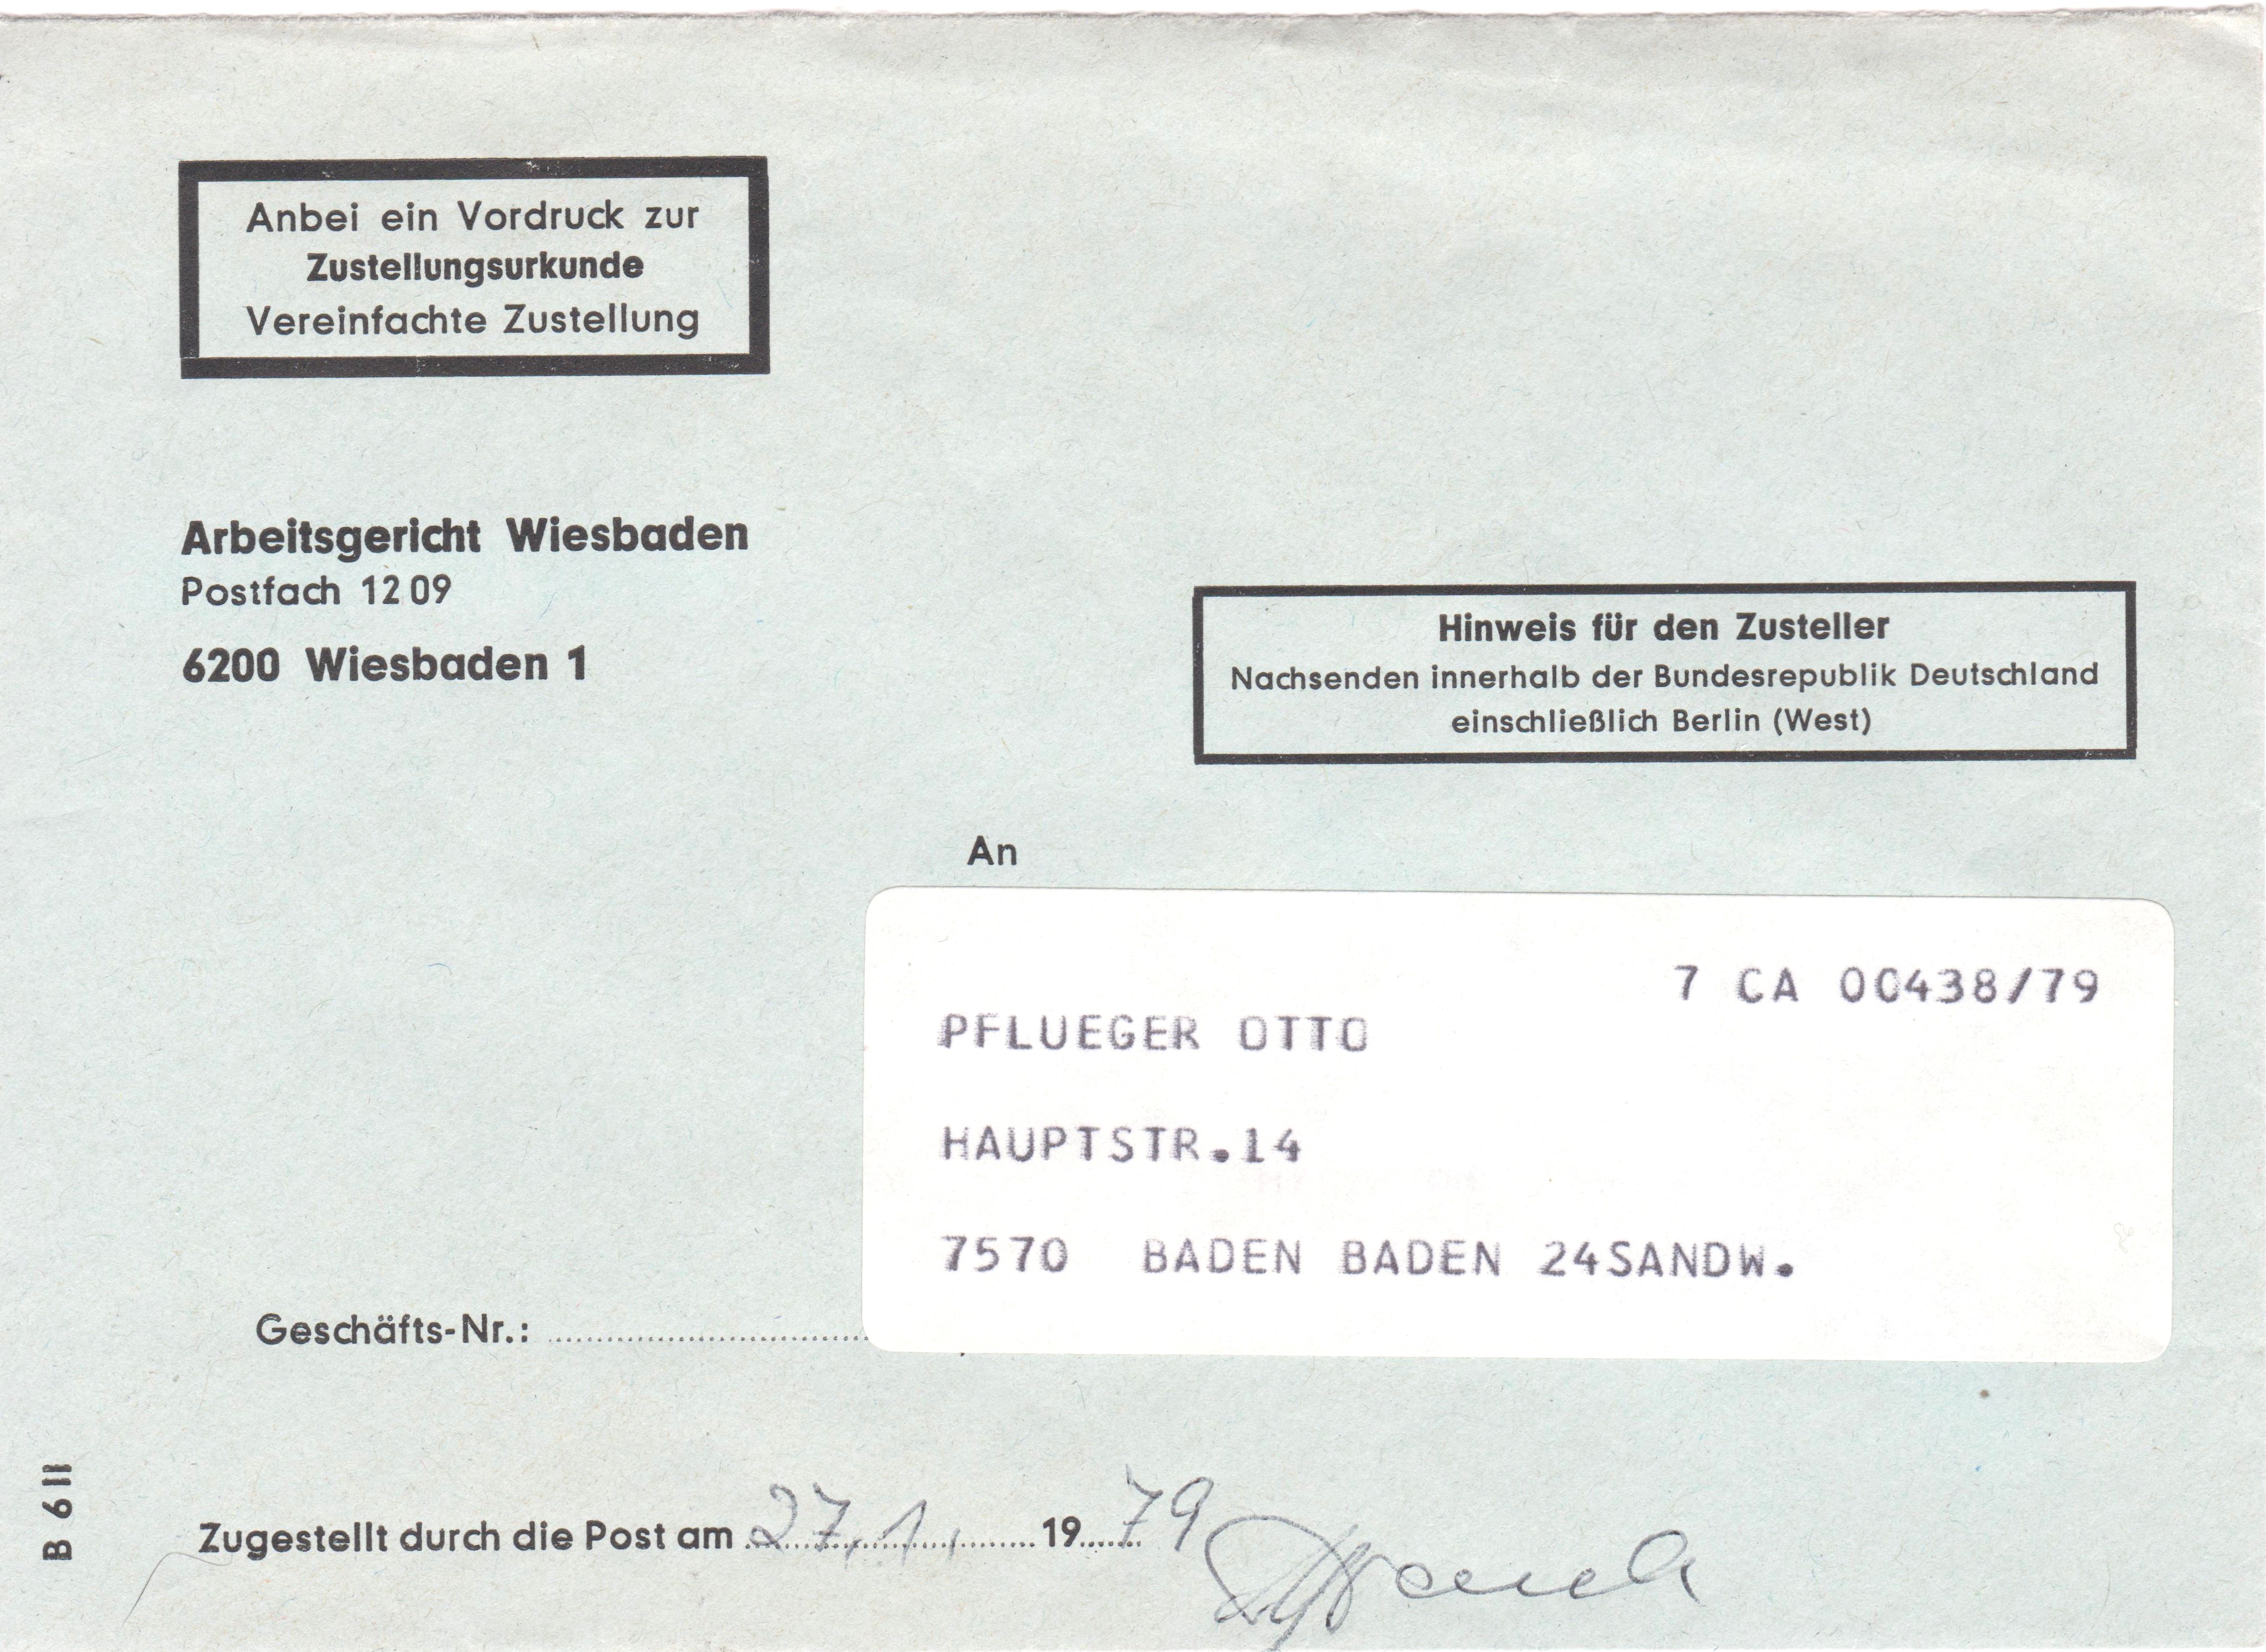 Anbei ein Vordruck zur
Zustellungsurkunde
Vereinfachte Zustellung
Arbeitsgericht Wiesbaden
Postfach 12 09
6200 Wiesbaden 1
Hinweis für den Zusteller
Nachsenden innerhalb der Bundesrepublik Deutschland
einschließlich Berlin (West)
An
7 CA 00438/79
PFLUEGER OTTO
HAUPTSTR.14
7570 BADEN BADEN 24SANDW.
Geschäfts-Nr.:
B 6 II
Zugestellt durch die Post am 27.1. 19 79